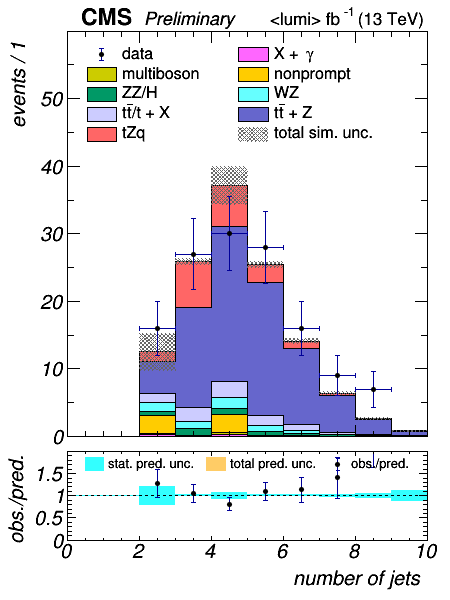 CMS Preliminary <lumi> fb⁻¹ (13 TeV)
events / 1
50
40
30
20
10
0
data
multiboson
ZZ/H
tt̄/t + X
tZ̄q
X + γ
nonprompt
WZ
tt̄ + Z
total sim. unc.
obs./pred.
1.5
1
0.5
0
stat. pred. unc. total pred. unc. obs./pred.
0 2 4 6 8 10
number of jets